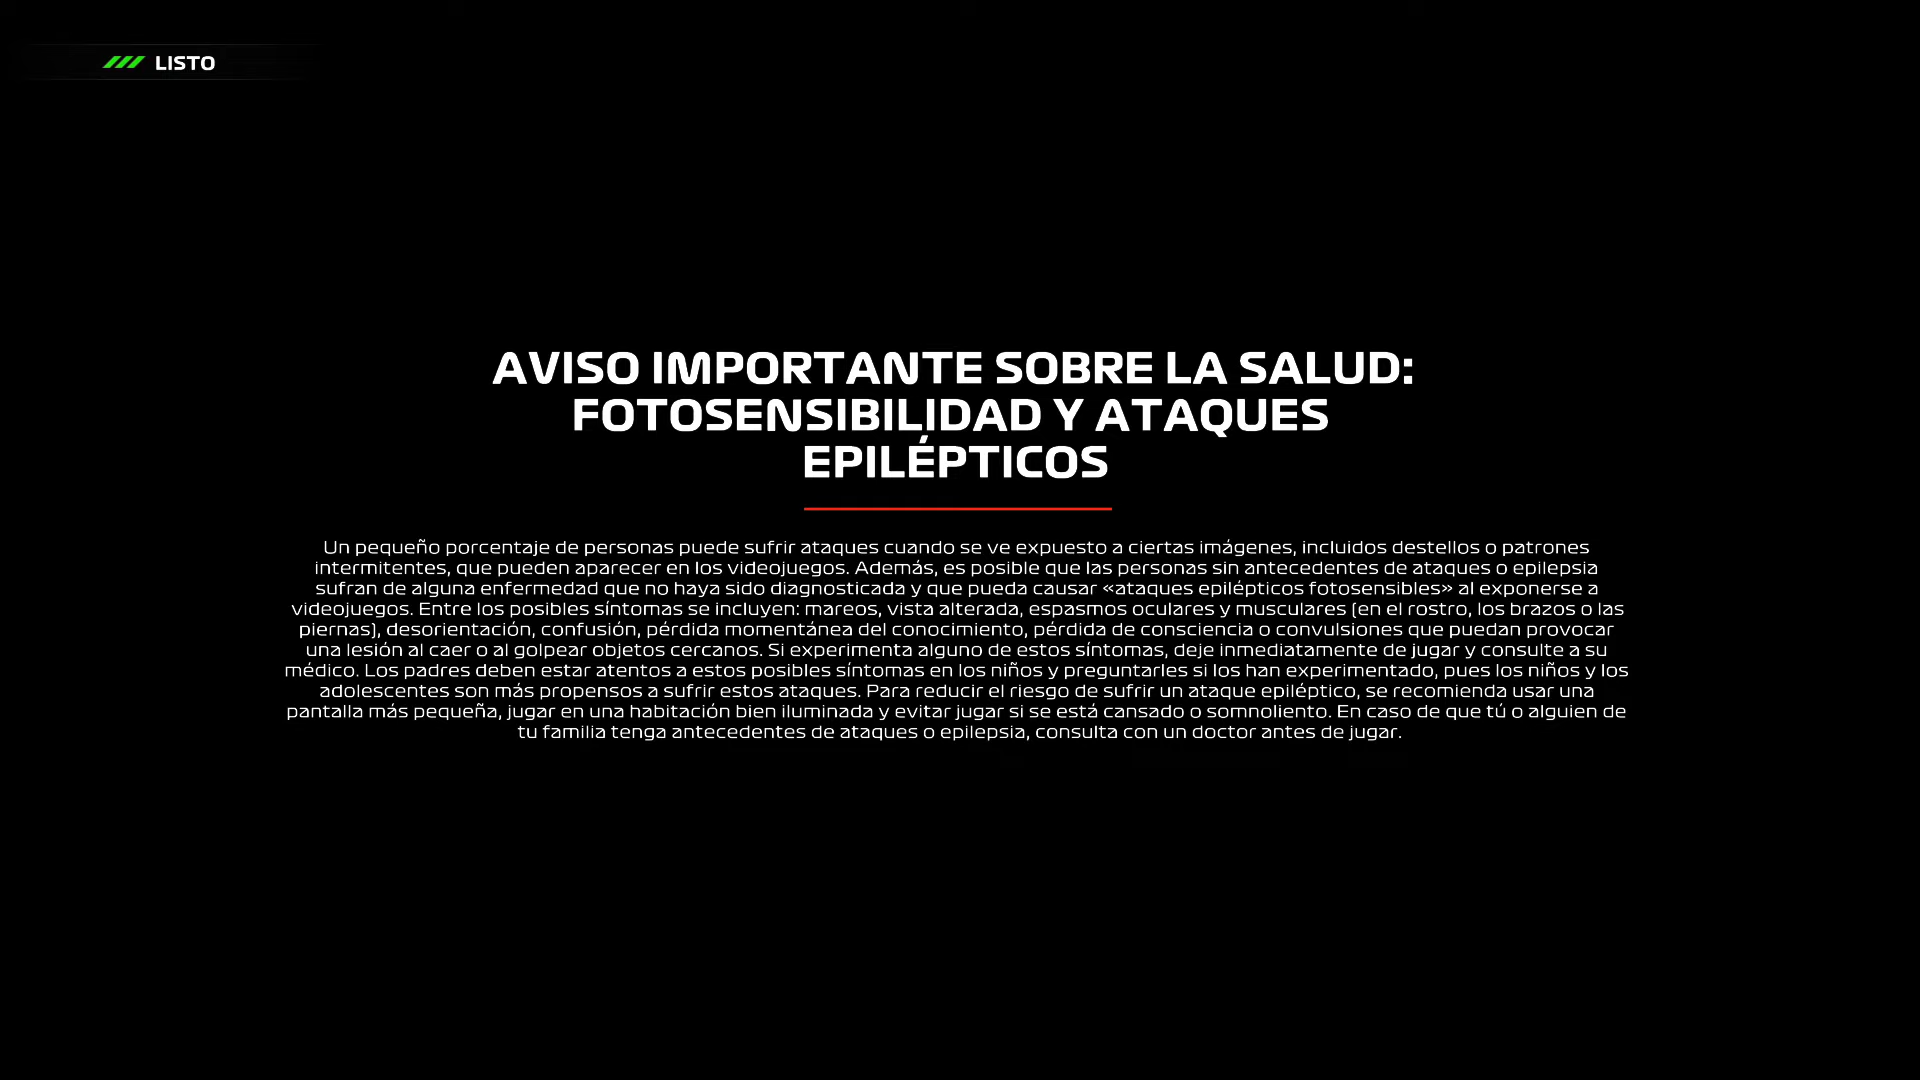 LISTO
AVISO IMPORTANTE SOBRE LA SALUD:
FOTOSENSIBILIDAD Y ATAQUES
EPILÉPTICOS
Un pequeño porcentaje de personas puede sufrir ataques cuando se ve expuesto a ciertas imágenes, incluidos destellos o patrones
intermitentes, que pueden aparecer en los videojuegos. Además, es posible que las personas sin antecedentes de ataques o epilepsia
sufran de alguna enfermedad que no haya sido diagnosticada y que pueda causar «ataques epilépticos fotosensibles» al exponerse a
videojuegos. Entre los posibles síntomas se incluyen: mareos, vista alterada, espasmos oculares y musculares (en el rostro, los brazos o las
piernas), desorientación, confusión, pérdida momentánea del conocimiento, pérdida de consciencia o convulsiones que puedan provocar
una lesión al caer o al golpear objetos cercanos. Si experimenta alguno de estos síntomas, deje inmediatamente de jugar y consulte a su
médico. Los padres deben estar atentos a estos posibles síntomas en los niños y preguntarles si los han experimentado, pues los niños y los
adolescentes son más propensos a sufrir estos ataques. Para reducir el riesgo de sufrir un ataque epiléptico, se recomienda usar una
pantalla más pequeña, jugar en una habitación bien iluminada y evitar jugar si se está cansado o somnoliento. En caso de que tú o alguien de
tu familia tenga antecedentes de ataques o epilepsia, consulta con un doctor antes de jugar.